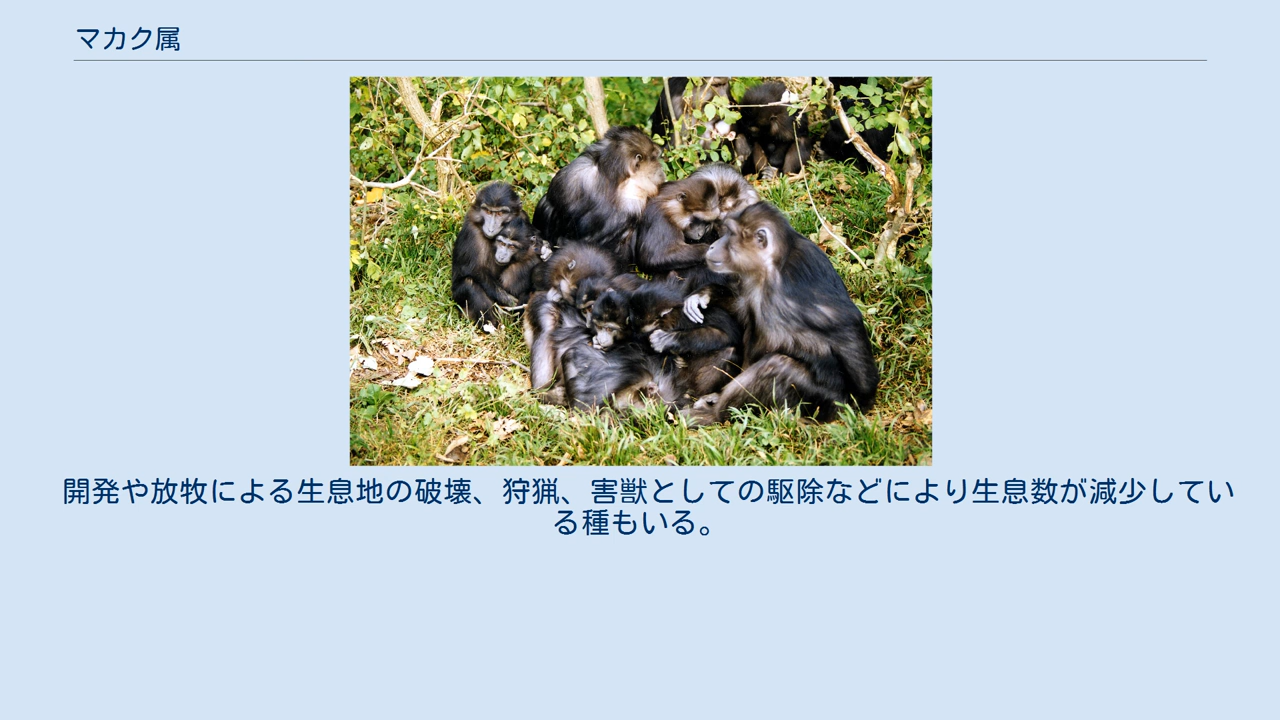 マカク属
開発や放牧による生息地の破壊、狩猟、害獣としての駆除などにより生息数が減少してい
る種もいる。